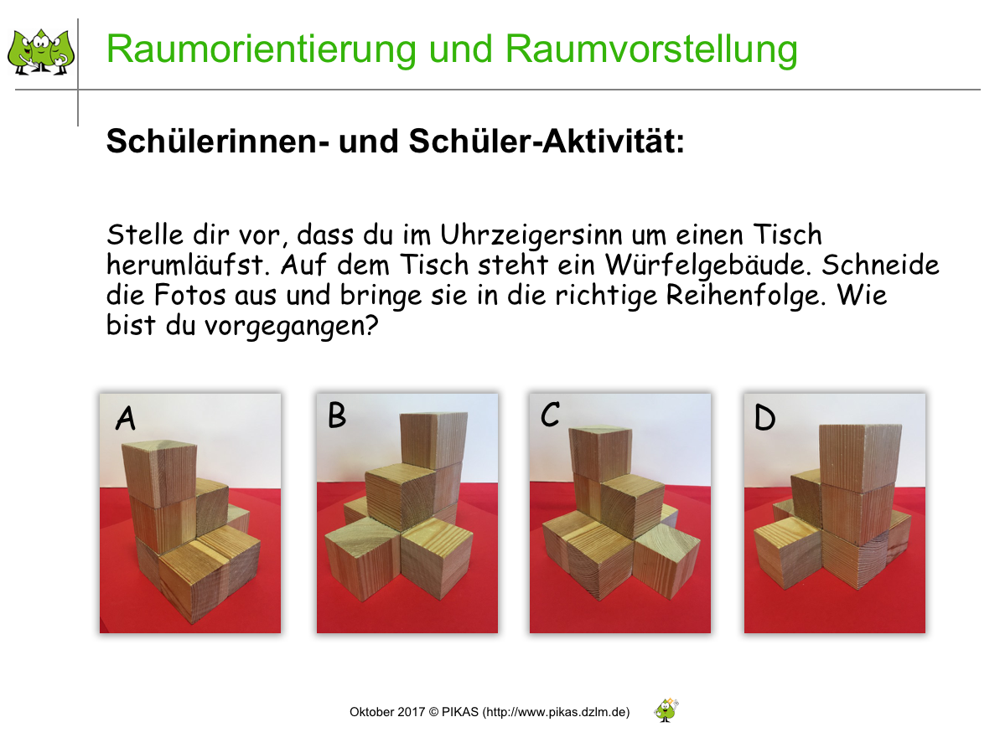 Raumorientierung und Raumvorstellung
Schülerinnen- und Schüler-Aktivität:
Stelle dir vor, dass du im Uhrzeigersinn um einen Tisch
herumläufst. Auf dem Tisch steht ein Würfelgebäude. Schneide
die Fotos aus und bringe sie in die richtige Reihenfolge. Wie
bist du vorgegangen?
A B C D
Oktober 2017 © PIKAS (http://www.pikas.dzlm.de)